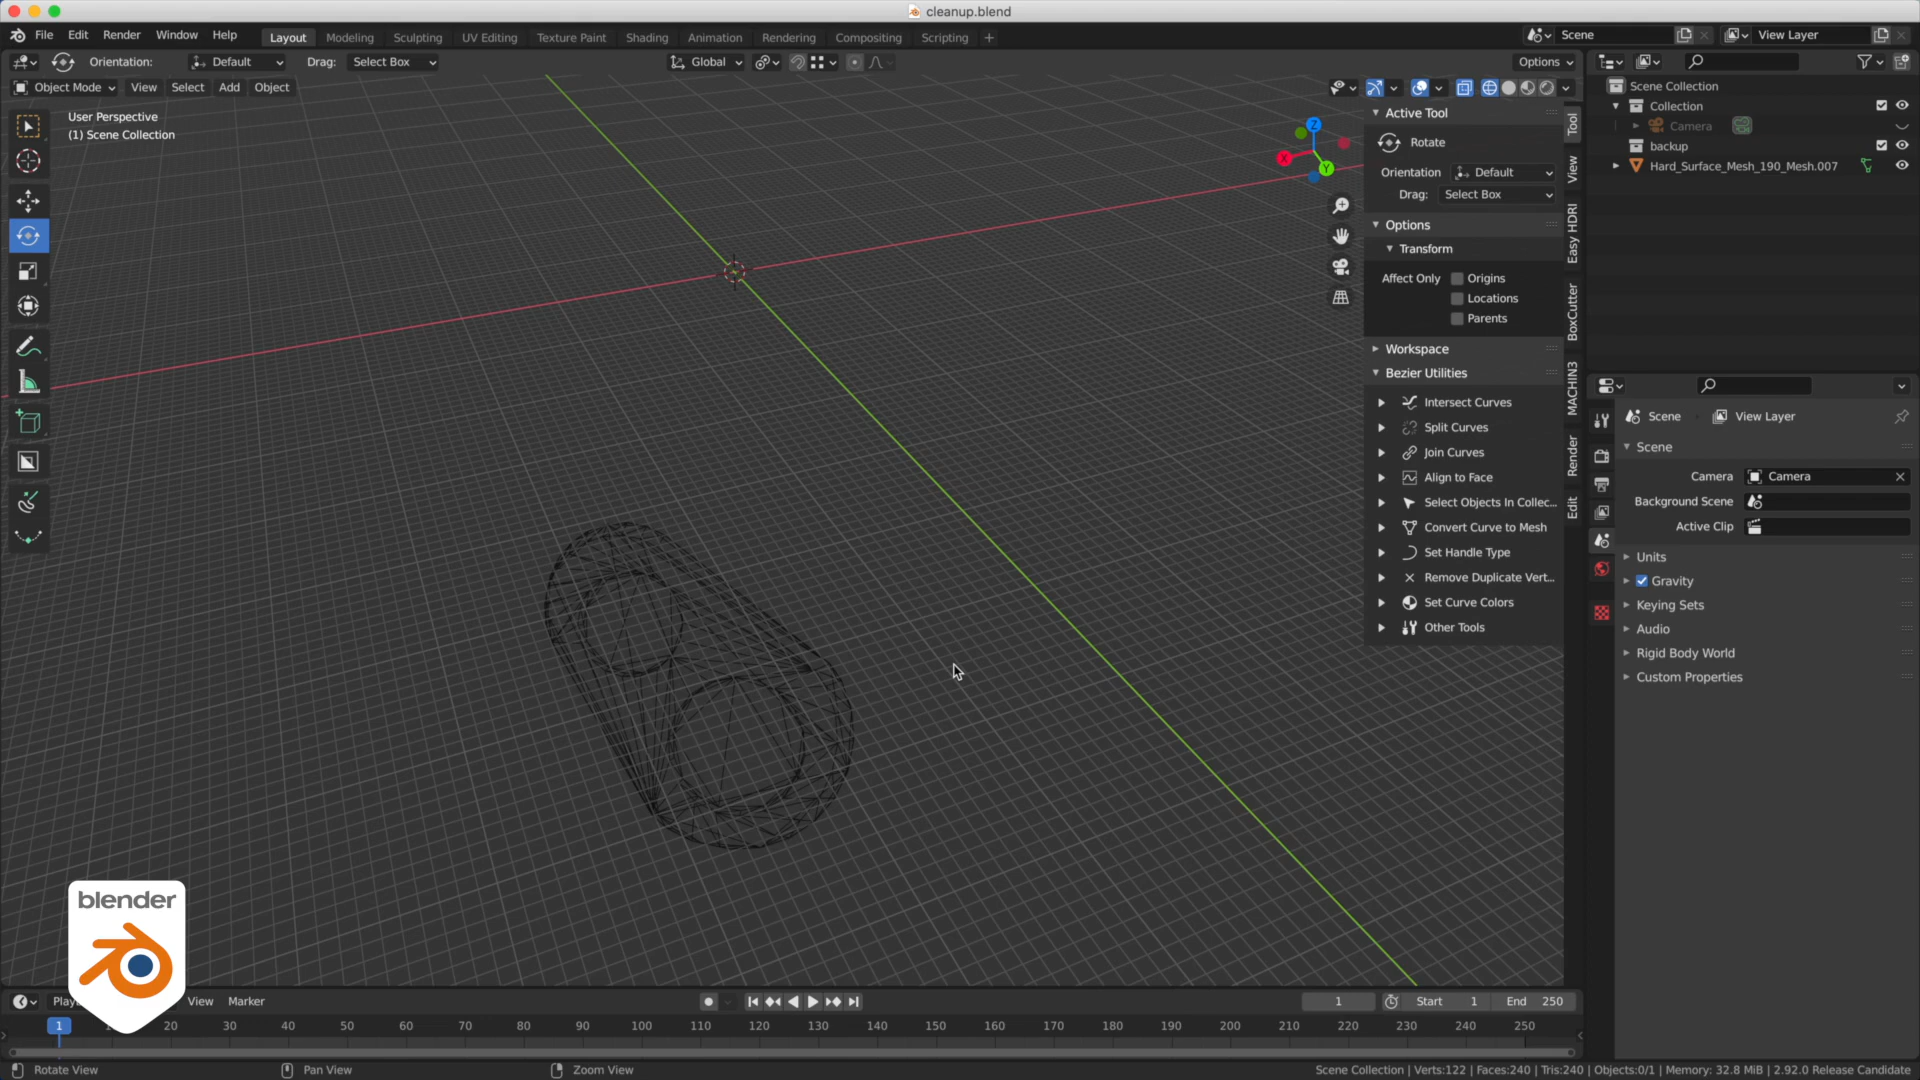 cleanup.blend
File Edit Render Window Help
Layout Modeling Sculpting UV Editing Texture Paint Shading Animation Rendering Compositing Scripting +
Scene
View Layer
Orientation: Default Drag: Select Box
Global
Options
Object Mode View Select Add Object
User Perspective
(1) Scene Collection
Z
X
Y
Active Tool
Rotate
Orientation Default
Drag: Select Box
Options
Transform
Affect Only Origins
Locations
Parents
Workspace
Bezier Utilities
Intersect Curves
Split Curves
Join Curves
Align to Face
Select Objects In Collec...
Convert Curve to Mesh
Set Handle Type
Remove Duplicate Vert...
Set Curve Colors
Other Tools
Tool
View
Easy HDRI
BoxCutter
MACHIN3
Render
Edit
Scene Collection
Collection
Camera
backup
Hard_Surface_Mesh_190_Mesh.007
Scene View Layer
Scene
Camera Camera
Background Scene
Active Clip
Units
Gravity
Keying Sets
Audio
Rigid Body World
Custom Properties
blender
View Marker
1 Start 1 End 250
1 20 30 40 50 60 70 80 90 100 110 120 130 140 150 160 170 180 190 200 210 220 230 240 250
Rotate View Pan View Zoom View
Scene Collection | Verts:122 | Faces:240 | Tris:240 | Objects:0/1 | Memory: 32.8 MiB | 2.92.0 Release Candidate